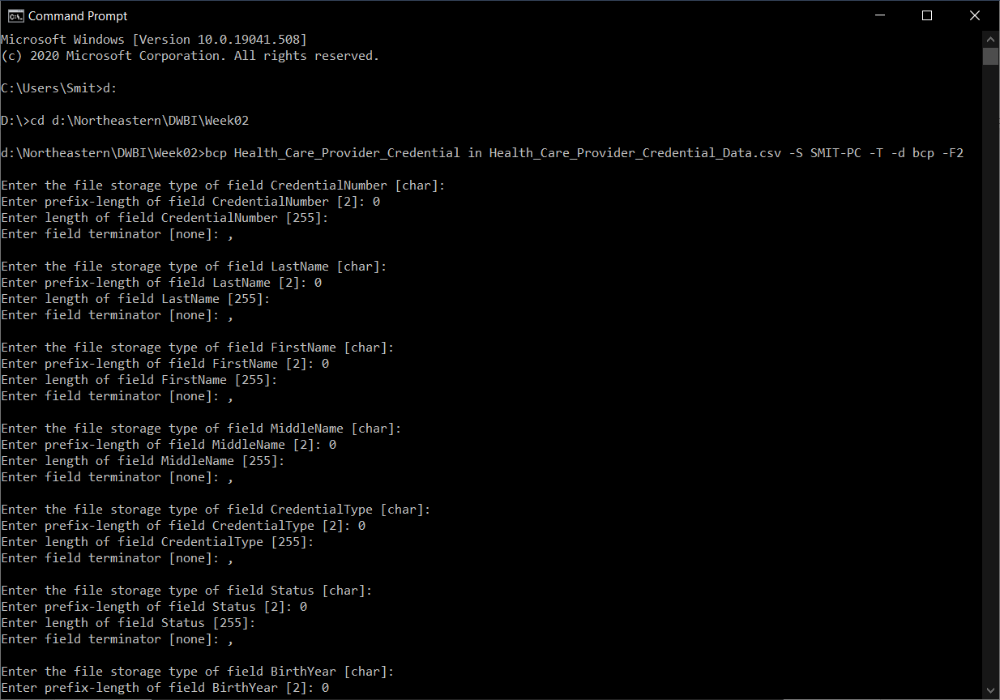 Command Prompt
Microsoft Windows [Version 10.0.19041.508]
(c) 2020 Microsoft Corporation. All rights reserved.
C:\Users\Smit>d:
D:\>cd d:\Northeastern\DWBI\Week02
d:\Northeastern\DWBI\Week02>bcp Health_Care_Provider_Credential in Health_Care_Provider_Credential_Data.csv -S SMIT-PC -T -d bcp -F2
Enter the file storage type of field CredentialNumber [char]:
Enter prefix-length of field CredentialNumber [2]: 0
Enter length of field CredentialNumber [255]:
Enter field terminator [none]: ,
Enter the file storage type of field LastName [char]:
Enter prefix-length of field LastName [2]: 0
Enter length of field LastName [255]:
Enter field terminator [none]: ,
Enter the file storage type of field FirstName [char]:
Enter prefix-length of field FirstName [2]: 0
Enter length of field FirstName [255]:
Enter field terminator [none]: ,
Enter the file storage type of field MiddleName [char]:
Enter prefix-length of field MiddleName [2]: 0
Enter length of field MiddleName [255]:
Enter field terminator [none]: ,
Enter the file storage type of field CredentialType [char]:
Enter prefix-length of field CredentialType [2]: 0
Enter length of field CredentialType [255]:
Enter field terminator [none]: ,
Enter the file storage type of field Status [char]:
Enter prefix-length of field Status [2]: 0
Enter length of field Status [255]:
Enter field terminator [none]: ,
Enter the file storage type of field BirthYear [char]:
Enter prefix-length of field BirthYear [2]: 0